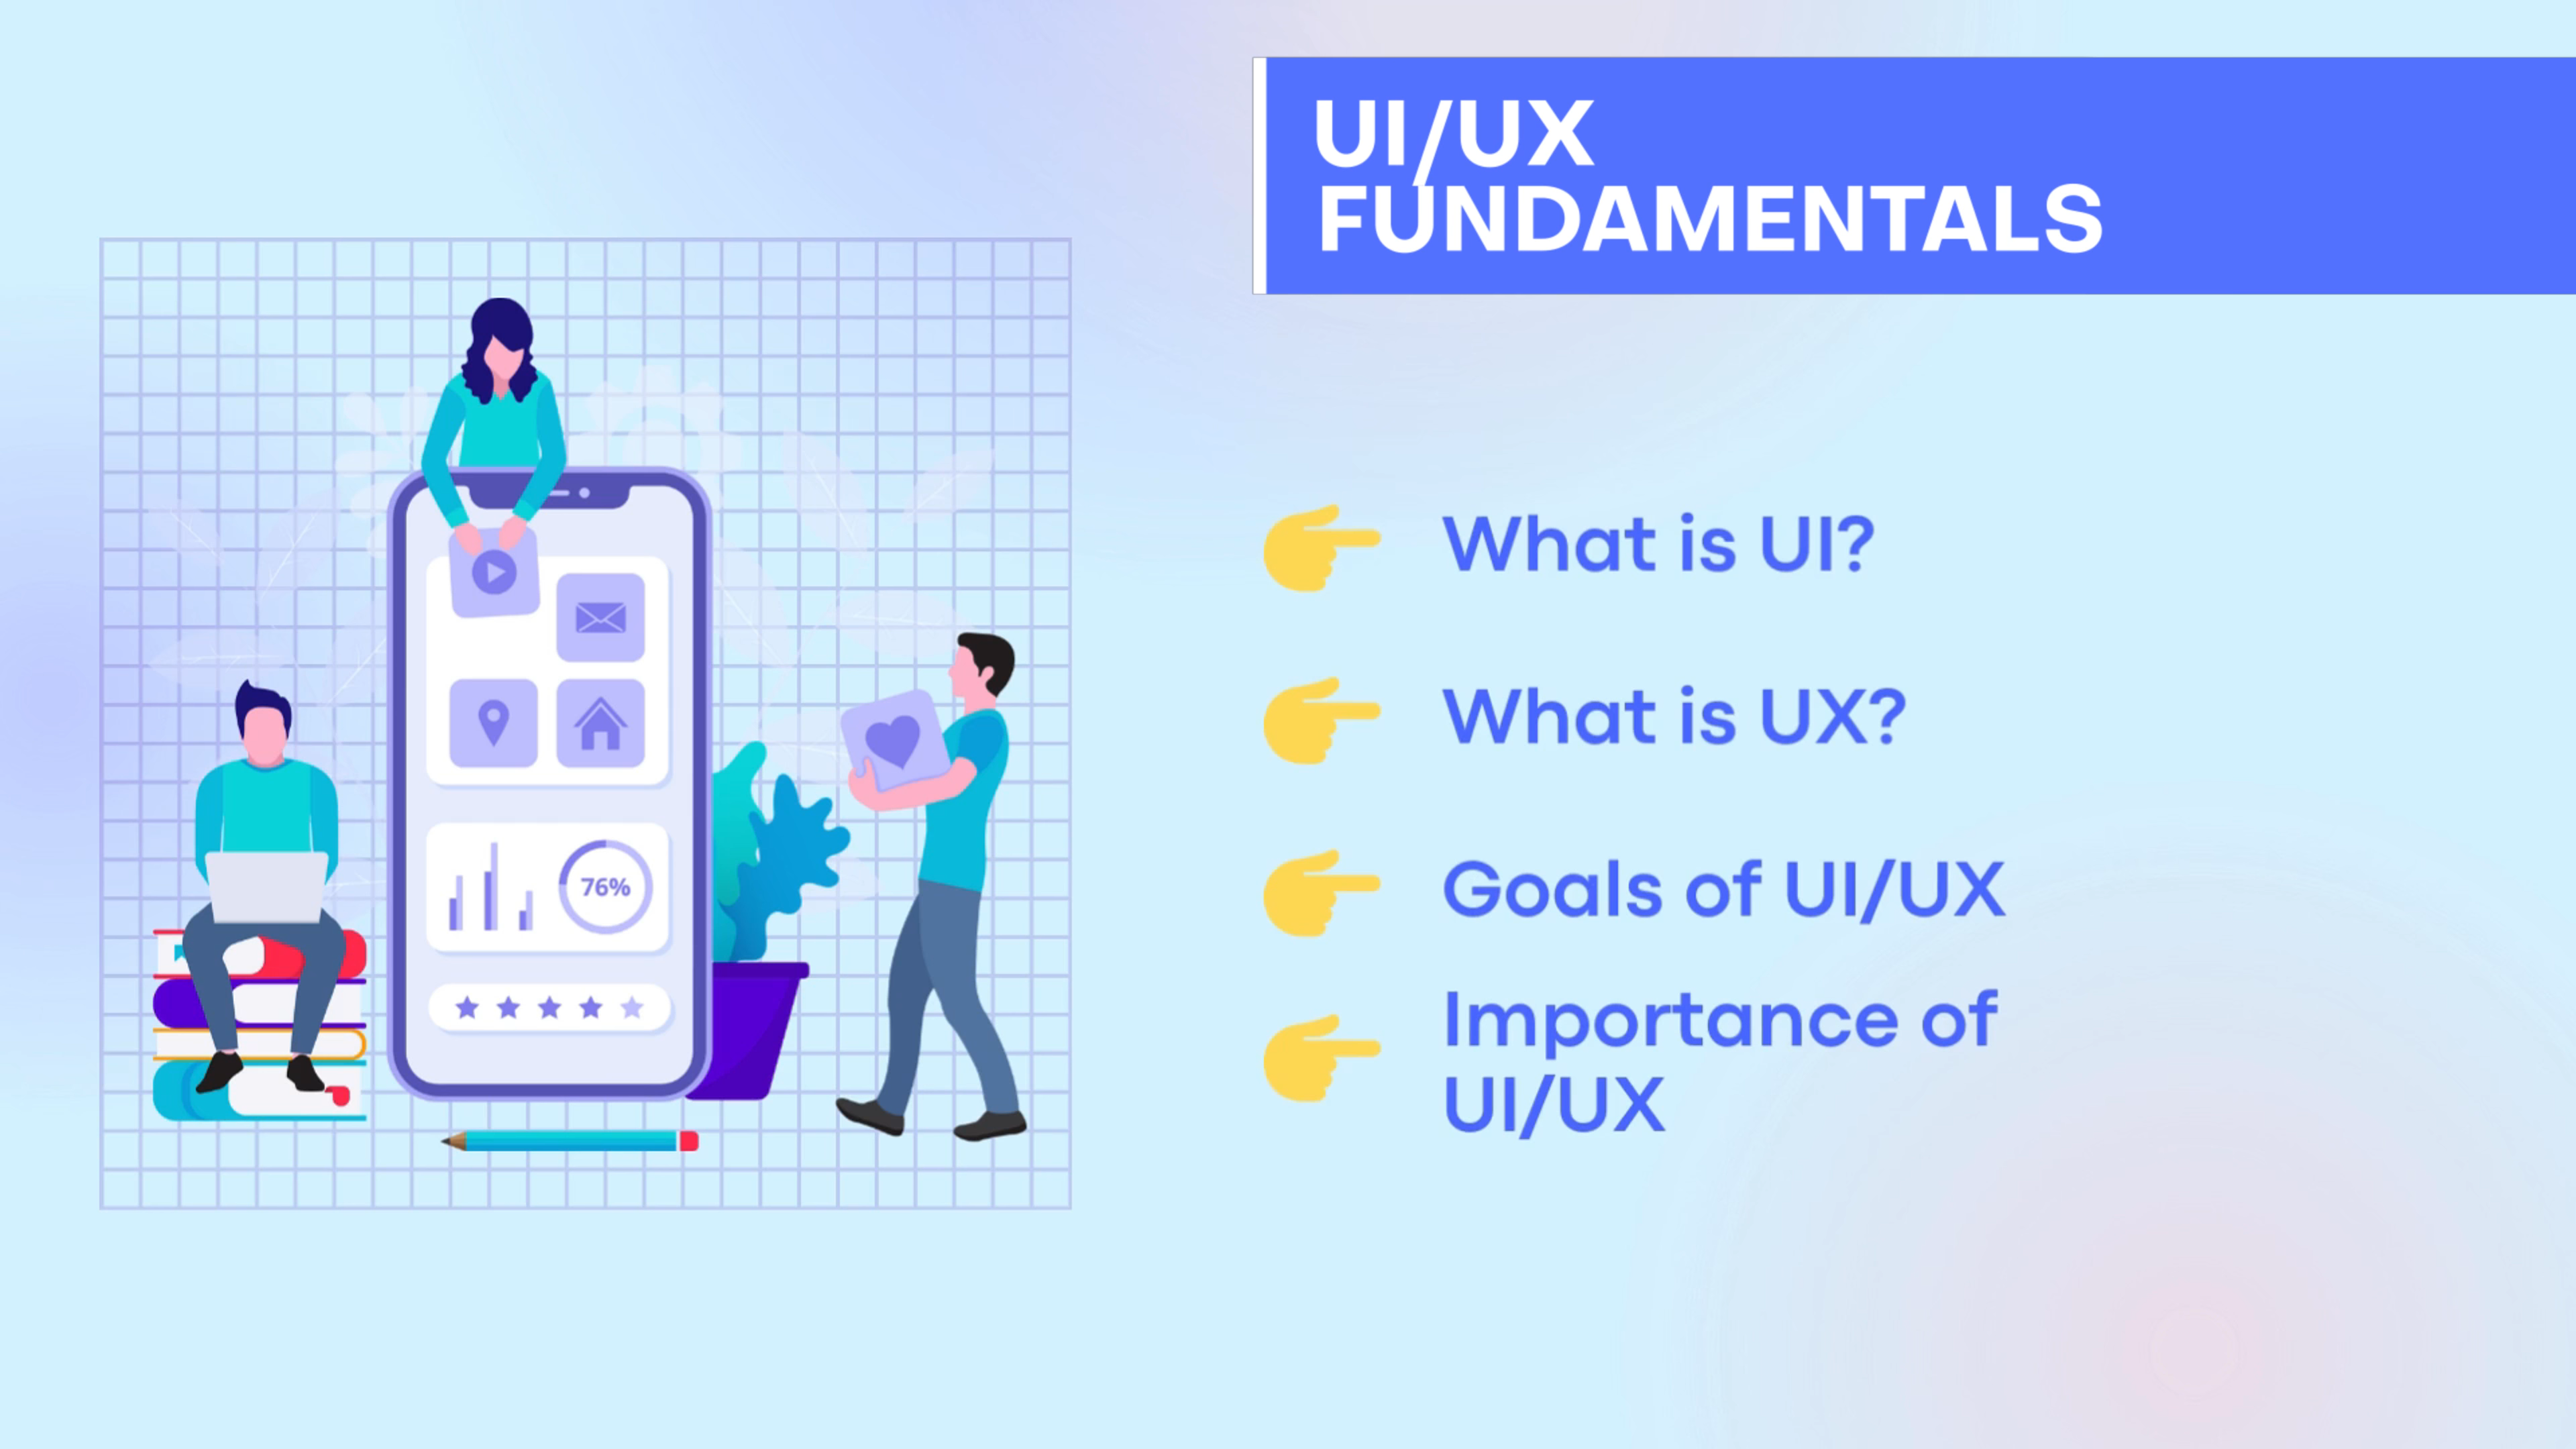 UI/UX
FUNDAMENTALS
What is UI?
What is UX?
Goals of UI/UX
Importance of
UI/UX
76%